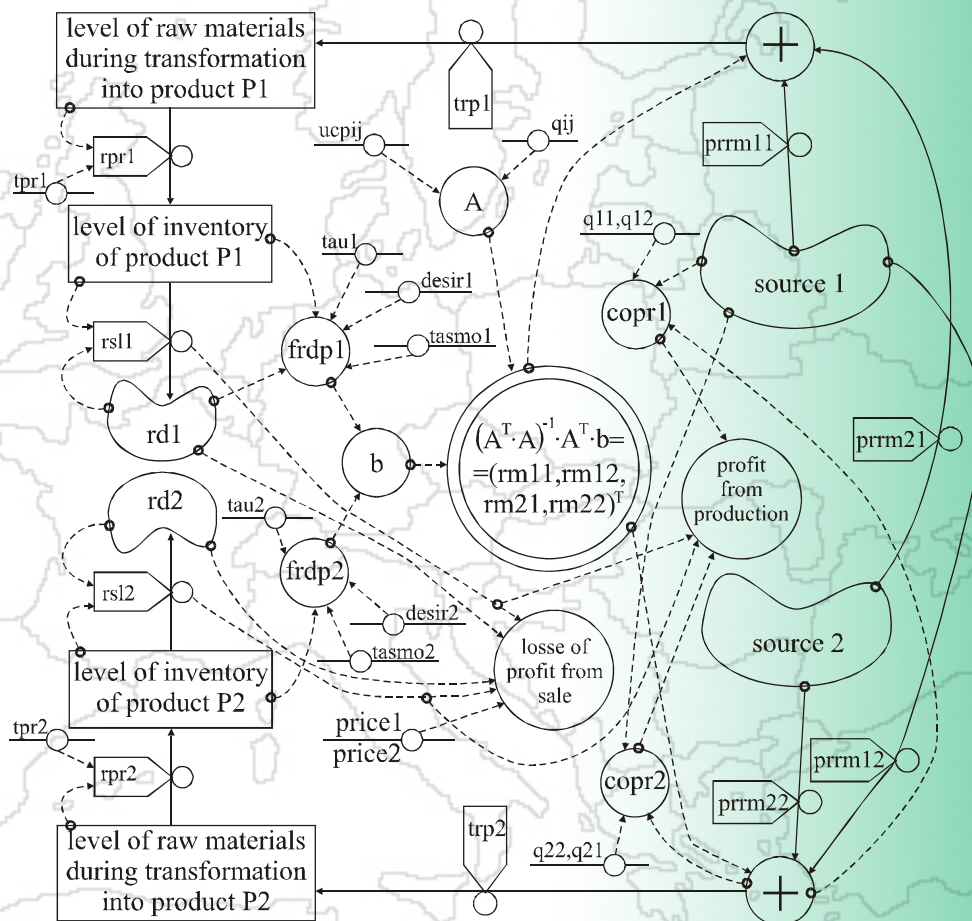 level of raw materials
during transformation
into product P1
trp1
+
ucpij
qij
prrm11
rpr1
tpr1
A
level of inventory
of product P1
q11,q12
tau1
source 1
desir1
copr1
rsl1
tasmo1
frdp1
rd1
prrm21
(Aᵀ·A)⁻¹·Aᵀ·b=
=(rm11,rm12,
rm21,rm22)ᵀ
b
profit
from
production
rd2
tau2
frdp2
rsl2
desir2
source 2
tasmo2
losse of
profit from
sale
level of inventory
of product P2
price1
price2
tpr2
prrm12
rpr2
copr2
prrm22
trp2
level of raw materials
during transformation
into product P2
q22,q21
+